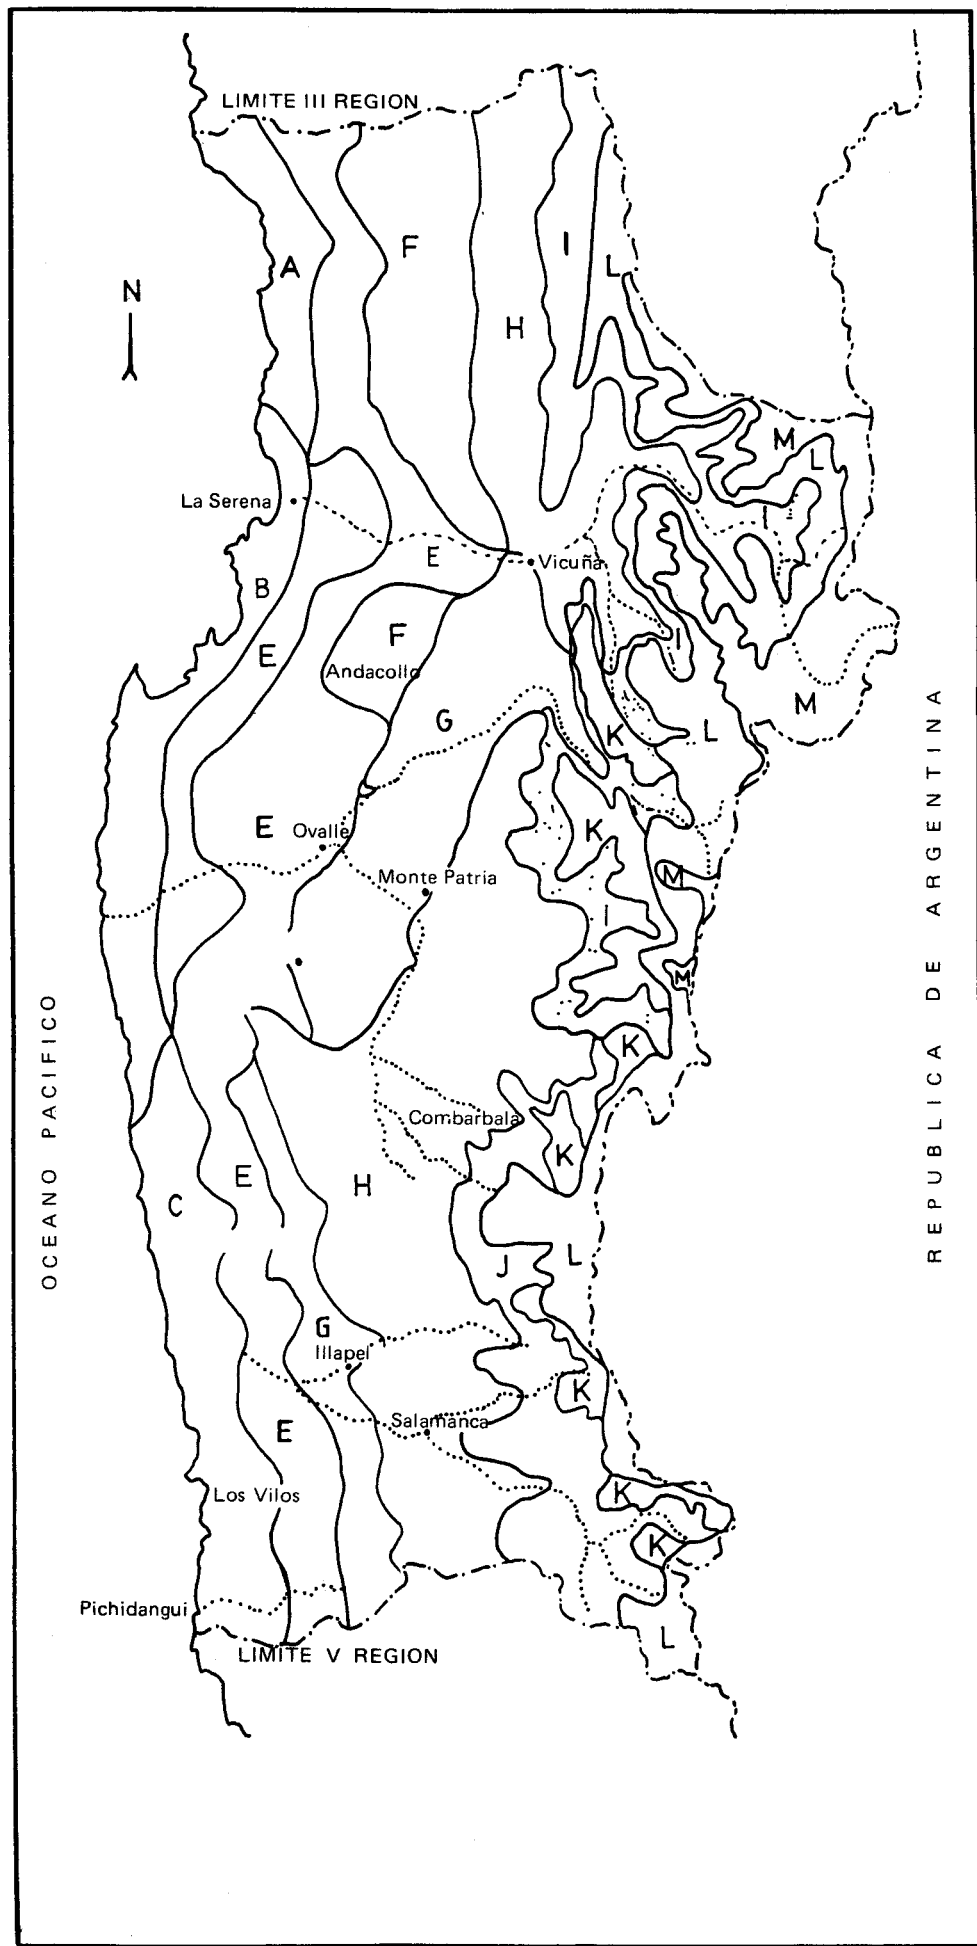 LIMITE III REGION
F
A
I
L
N
H
M
L
La Serena
I
E
Vicuña
B
F
E
I
Andacollo
M
G
K
L
E
Ovalle
K
Monte Patria
M
I
M
K
Combarbala
K
E
H
C
J
L
G
Illapel
K
Salamanca
E
K
Los Vilos
K
Pichidangui
L
LIMITE V REGION
OCEANO PACIFICO
REPUBLICA DE ARGENTINA